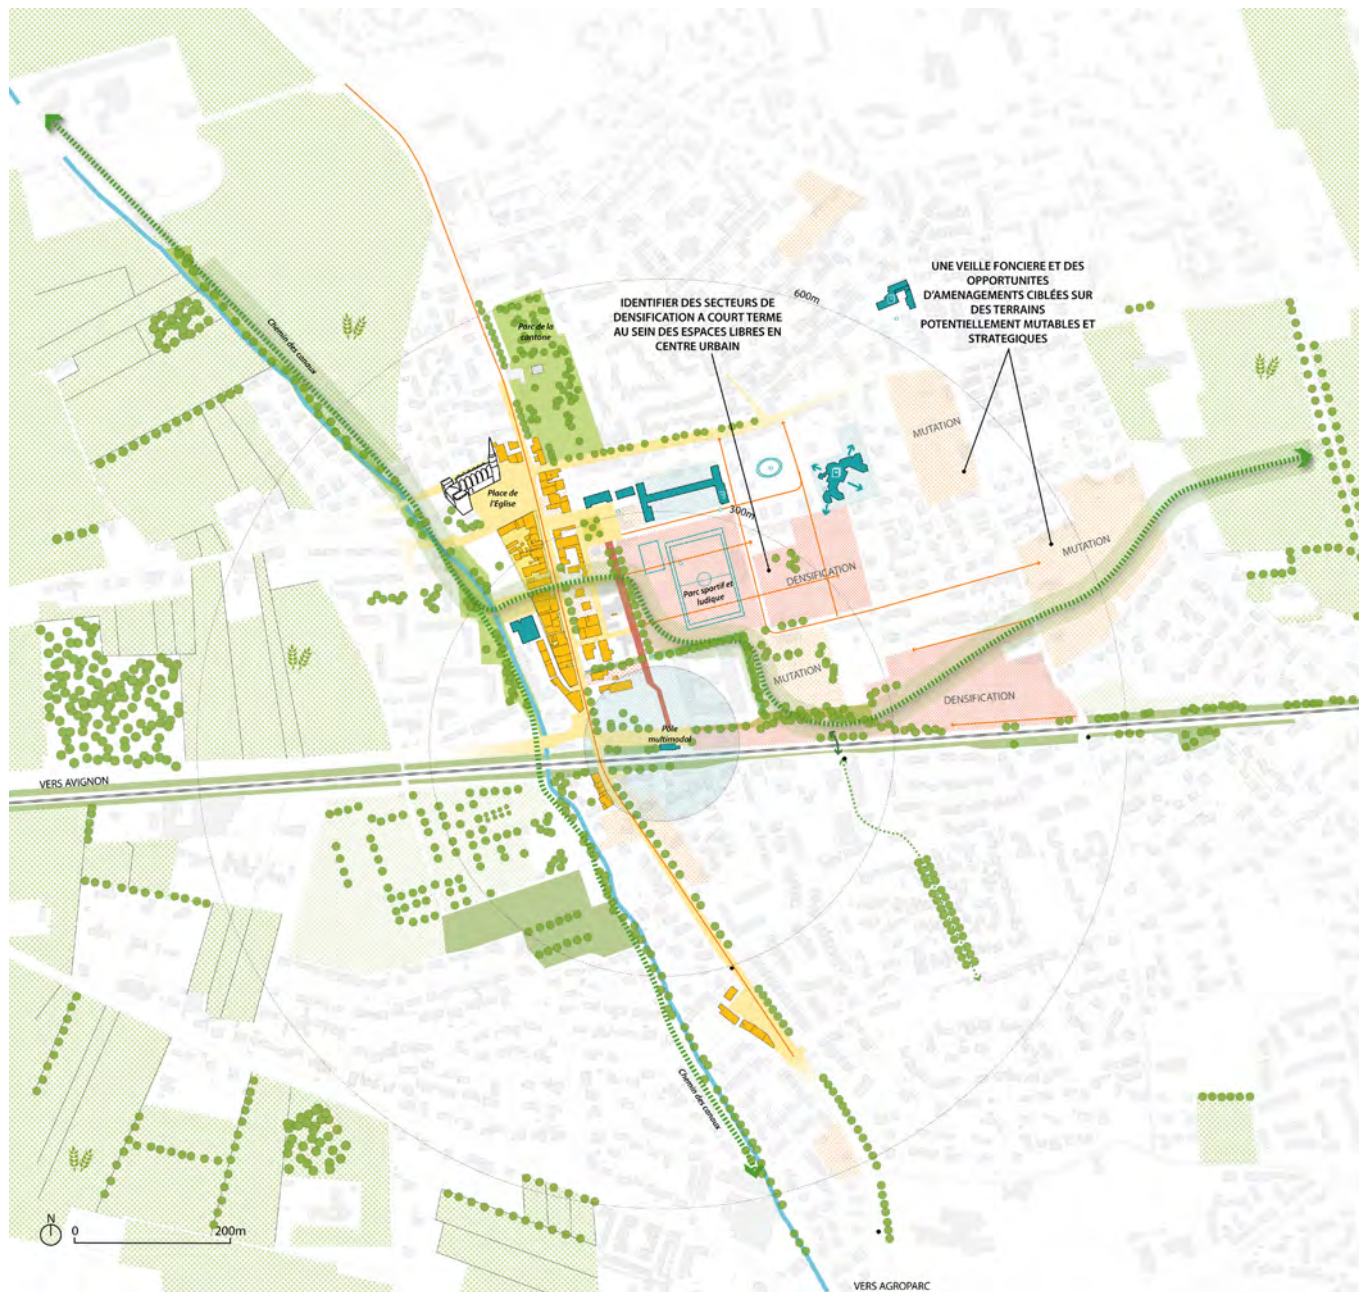 600m
UNE VEILLE FONCIERE ET DES
OPPORTUNITES
D'AMENAGEMENTS CIBLÉES SUR
DES TERRAINS
POTENTIELLEMENT MUTABLES ET
STRATEGIQUES
IDENTIFIER DES SECTEURS DE
DENSIFICATION A COURT TERME
AU SEIN DES ESPACES LIBRES EN
CENTRE URBAIN
Chemin des canaux
Parc de la
cantone
MUTATION
Place de
l'Eglise
300m
MUTATION
DENSIFICATION
Parc sportif et
ludique
MUTATION
DENSIFICATION
Pôle
multimodal
VERS AVIGNON
Chemin des canaux
N
0
200m
VERS AGROPARC